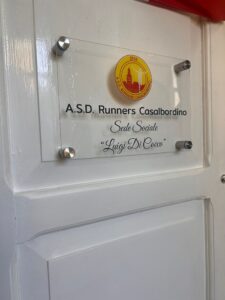 A.S.D. Runners Casalbordino
Sede Sociale
"Luigi Di Cocco"